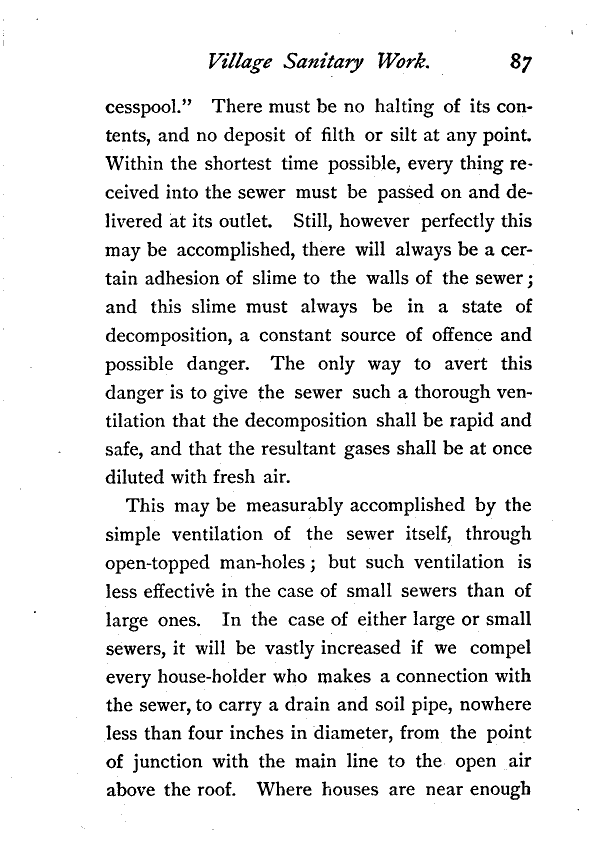 Village Sanitary Work. 87
cesspool.” There must be no halting of its con-
tents, and no deposit of filth or silt at any point.
Within the shortest time possible, every thing re-
ceived into the sewer must be passed on and de-
livered at its outlet. Still, however perfectly this
may be accomplished, there will always be a cer-
tain adhesion of slime to the walls of the sewer;
and this slime must always be in a state of
decomposition, a constant source of offence and
possible danger. The only way to avert this
danger is to give the sewer such a thorough ven-
tilation that the decomposition shall be rapid and
safe, and that the resultant gases shall be at once
diluted with fresh air.
This may be measurably accomplished by the
simple ventilation of the sewer itself, through
open-topped man-holes; but such ventilation is
less effective in the case of small sewers than of
large ones. In the case of either large or small
sewers, it will be vastly increased if we compel
every house-holder who makes a connection with
the sewer, to carry a drain and soil pipe, nowhere
less than four inches in diameter, from the point
of junction with the main line to the open air
above the roof. Where houses are near enough